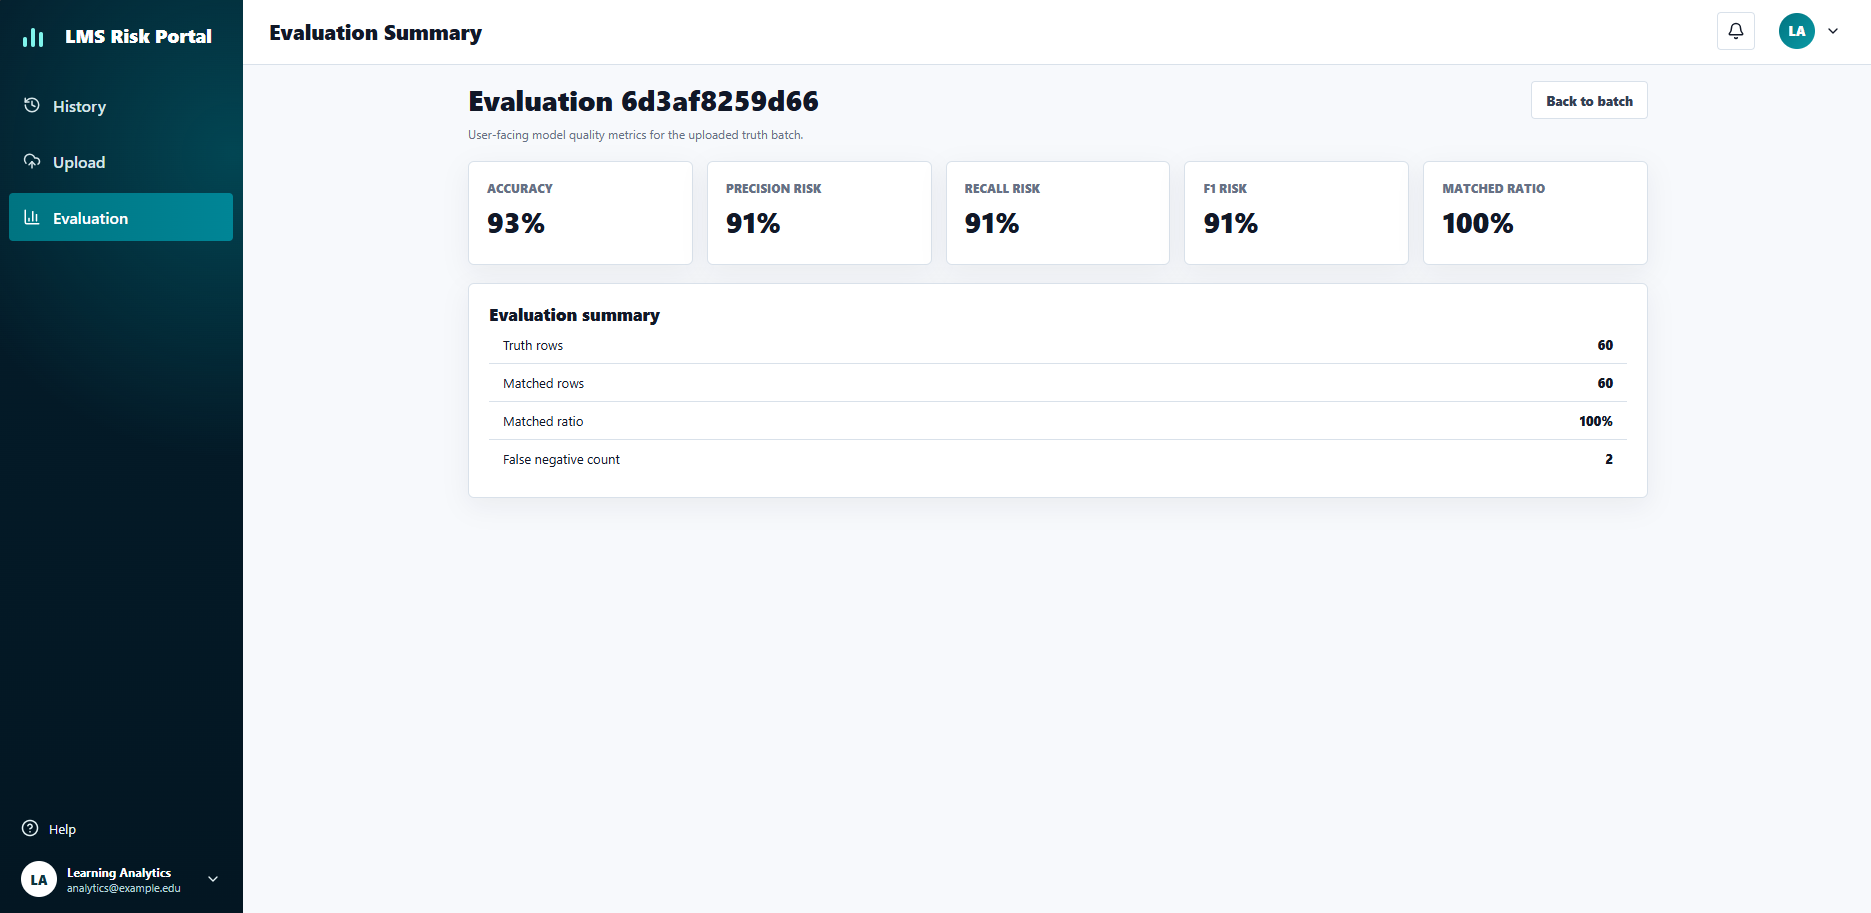 LMS Risk Portal
History
Upload
Evaluation
Help
LA
Learning Analytics
analytics@example.edu
Evaluation Summary
LA
Evaluation 6d3af8259d66
Back to batch
User-facing model quality metrics for the uploaded truth batch.
ACCURACY
93%
PRECISION RISK
91%
RECALL RISK
91%
F1 RISK
91%
MATCHED RATIO
100%
Evaluation summary
Truth rows 60
Matched rows 60
Matched ratio 100%
False negative count 2